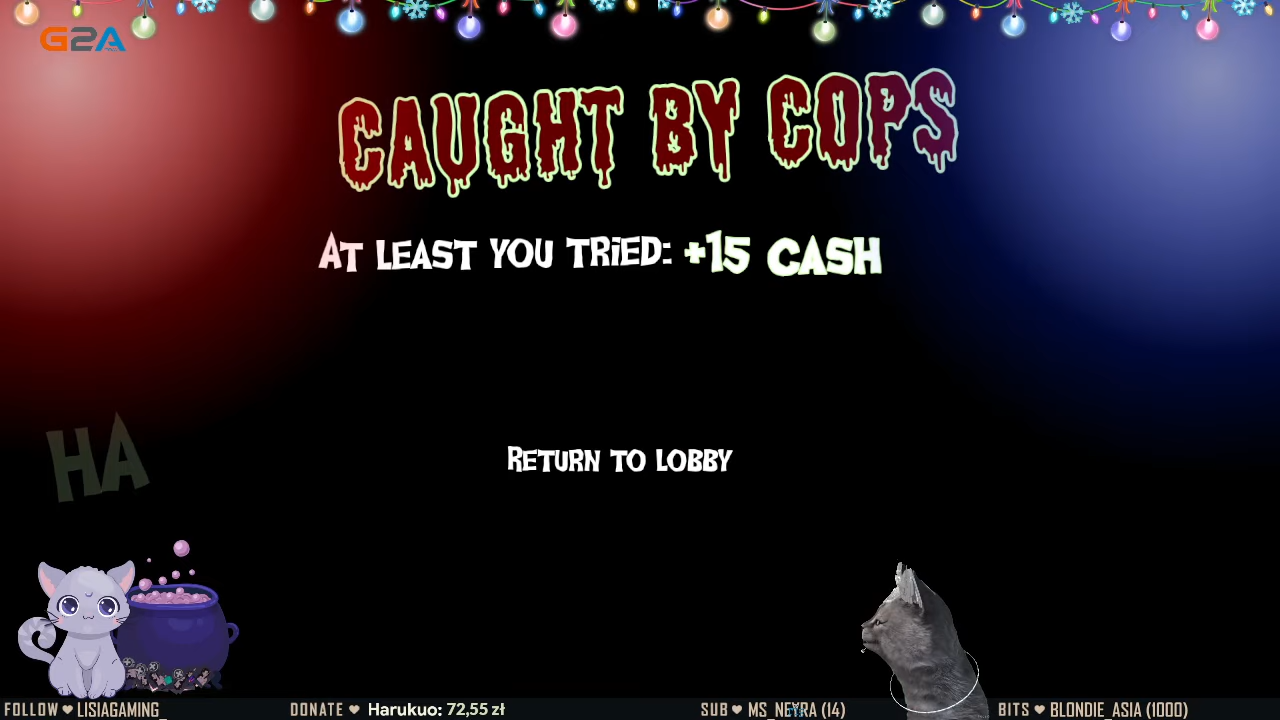 G2A
CAUGHT BY COPS
AT LEAST YOU TRIED: +15 CASH
HA
RETURN TO LOBBY
FOLLOW ♥ LISIAGAMING_ DONATE ♥ Harukuo: 72,55 zł SUB ♥ MS_NEYRA (14) BITS ♥ BLONDIE_ASIA (1000)